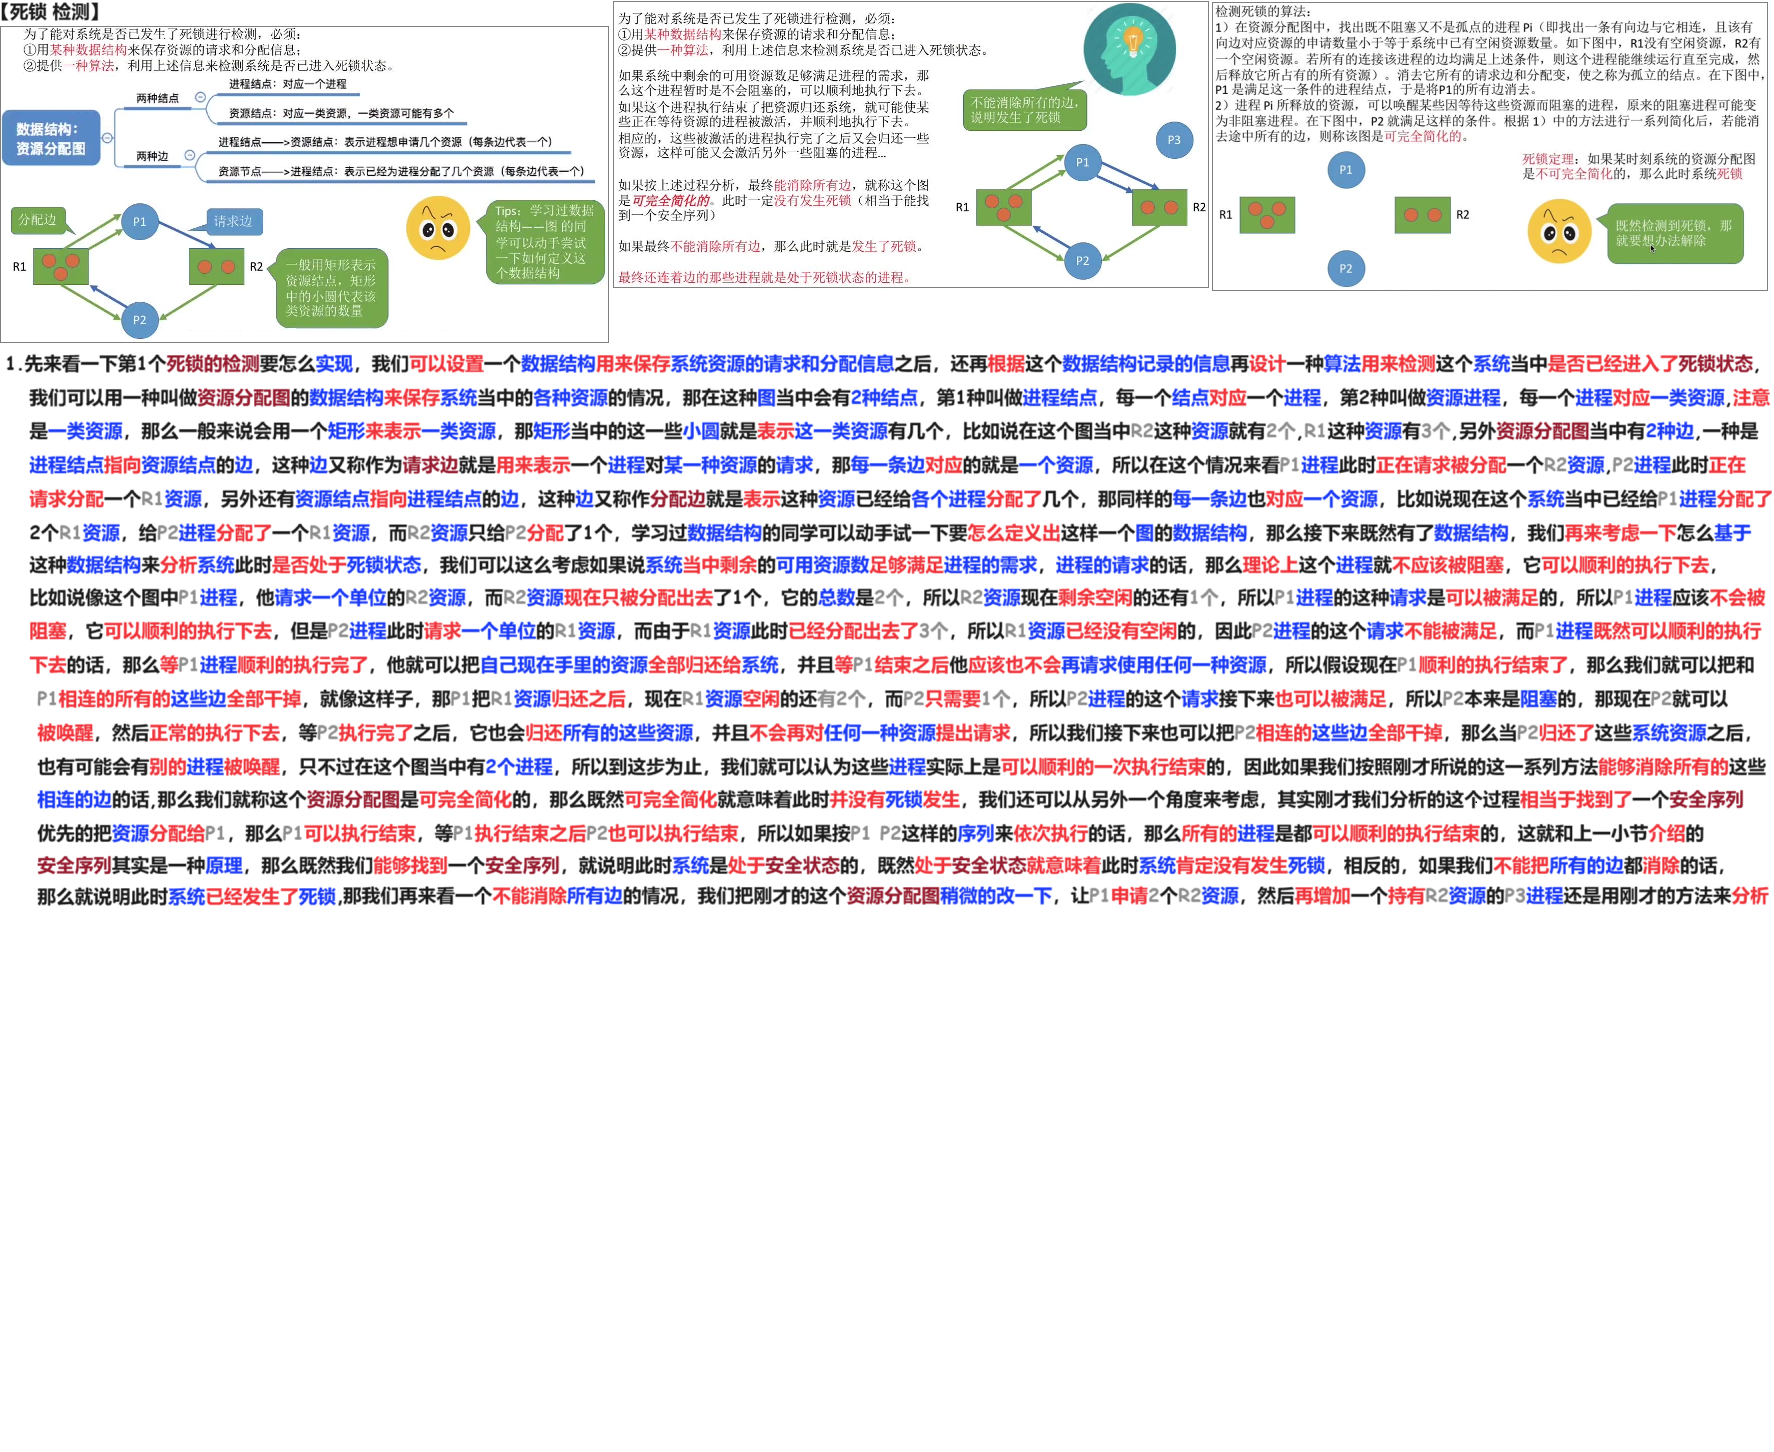 【死锁 检测】
为了能对系统是否已发生了死锁进行检测，必须：
①用某种数据结构来保存资源的请求和分配信息；
②提供一种算法，利用上述信息来检测系统是否已进入死锁状态。
数据结构：
资源分配图
两种结点
进程结点：对应一个进程
资源结点：对应一类资源，一类资源可能有多个
两种边
进程结点——>资源结点：表示进程想申请几个资源（每条边代表一个）
资源节点——>进程结点：表示已经为进程分配了几个资源（每条边代表一个）
分配边
P1
请求边
R1
R2
P2
一般用矩形表示
资源结点，矩形
中的小圆代表该
类资源的数量
Tips：学习过数据
结构——图 的同
学可以动手尝试
一下如何定义这
个数据结构
为了能对系统是否已发生了死锁进行检测，必须：
①用某种数据结构来保存资源的请求和分配信息；
②提供一种算法，利用上述信息来检测系统是否已进入死锁状态。
如果系统中剩余的可用资源数足够满足进程的需求，那
么这个进程暂时是不会阻塞的，可以顺利地执行下去。
如果这个进程执行结束了把资源归还系统，就可能使某
些正在等待资源的进程被激活，并顺利地执行下去。
相应的，这些被激活的进程执行完了之后又会归还一些
资源，这样可能又会激活另外一些阻塞的进程...
如果按上述过程分析，最终能消除所有边，就称这个图
是可完全简化的。此时一定没有发生死锁（相当于能找
到一个安全序列）
如果最终不能消除所有边，那么此时就是发生了死锁。
最终还连着边的那些进程就是处于死锁状态的进程。
不能消除所有的边，
说明发生了死锁
P3
P1
R1
R2
P2
检测死锁的算法：
1）在资源分配图中，找出既不阻塞又不是孤点的进程 Pi（即找出一条有向边与它相连，且该有
向边对应资源的申请数量小于等于系统中已有空闲资源数量。如下图中，R1没有空闲资源，R2有
一个空闲资源。若所有的连接该进程的边均满足上述条件，则这个进程能继续运行直至完成，然
后释放它所占有的所有资源）。消去它所有的请求边和分配变，使之称为孤立的结点。在下图中，
P1 是满足这一条件的进程结点，于是将P1的所有边消去。
2）进程 Pi 所释放的资源，可以唤醒某些因等待这些资源而阻塞的进程，原来的阻塞进程可能变
为非阻塞进程。在下图中，P2 就满足这样的条件。根据 1）中的方法进行一系列简化后，若能消
去途中所有的边，则称该图是可完全简化的。
P1
R1
R2
P2
死锁定理：如果某时刻系统的资源分配图
是不可完全简化的，那么此时系统死锁
既然检测到死锁，那
就要想办法解除
1.先来看一下第1个死锁的检测要怎么实现，我们可以设置一个数据结构用来保存系统资源的请求和分配信息之后，还再根据这个数据结构记录的信息再设计一种算法用来检测这个系统当中是否已经进入了死锁状态，
我们可以用一种叫做资源分配图的数据结构来保存系统当中的各种资源的情况，那在这种图当中会有2种结点，第1种叫做进程结点，每一个结点对应一个进程，第2种叫做资源进程，每一个进程对应一类资源,注意
是一类资源，那么一般来说会用一个矩形来表示一类资源，那矩形当中的这一些小圆就是表示这一类资源有几个，比如说在这个图当中R2这种资源就有2个,R1这种资源有3个,另外资源分配图当中有2种边,一种是
进程结点指向资源结点的边，这种边又称作为请求边就是用来表示一个进程对某一种资源的请求，那每一条边对应的就是一个资源，所以在这个情况来看P1进程此时正在请求被分配一个R2资源,P2进程此时正在
请求分配一个R1资源，另外还有资源结点指向进程结点的边，这种边又称作分配边就是表示这种资源已经给各个进程分配了几个，那同样的每一条边也对应一个资源，比如说现在这个系统当中已经给P1进程分配了
2个R1资源，给P2进程分配了一个R1资源，而R2资源只给P2分配了1个，学习过数据结构的同学可以动手试一下要怎么定义出这样一个图的数据结构，那么接下来既然有了数据结构，我们再来考虑一下怎么基于
这种数据结构来分析系统此时是否处于死锁状态，我们可以这么考虑如果说系统当中剩余的可用资源数足够满足进程的需求，进程的请求的话，那么理论上这个进程就不应该被阻塞，它可以顺利的执行下去，
比如说像这个图中P1进程，他请求一个单位的R2资源，而R2资源现在只被分配出去了1个，它的总数是2个，所以R2资源现在剩余空闲的还有1个，所以P1进程的这种请求是可以被满足的，所以P1进程应该不会被
阻塞，它可以顺利的执行下去，但是P2进程此时请求一个单位的R1资源，而由于R1资源此时已经分配出去了3个，所以R1资源已经没有空闲的，因此P2进程的这个请求不能被满足，而P1进程既然可以顺利的执行
下去的话，那么等P1进程顺利的执行完了，他就可以把自己现在手里的资源全部归还给系统，并且等P1结束之后他应该也不会再请求使用任何一种资源，所以假设现在P1顺利的执行结束了，那么我们就可以把和
P1相连的所有的这些边全部干掉，就像这样子，那P1把R1资源归还之后，现在R1资源空闲的还有2个，而P2只需要1个，所以P2进程的这个请求接下来也可以被满足，所以P2本来是阻塞的，那现在P2就可以
被唤醒，然后正常的执行下去，等P2执行完了之后，它也会归还所有的这些资源，并且不会再对任何一种资源提出请求，所以我们接下来也可以把P2相连的这些边全部干掉，那么当P2归还了这些系统资源之后，
也有可能会有别的进程被唤醒，只不过在这个图当中有2个进程，所以到这步为止，我们就可以认为这些进程实际上是可以顺利的一次执行结束的，因此如果我们按照刚才所说的这一系列方法能够消除所有的这些
相连的边的话,那么我们就称这个资源分配图是可完全简化的，那么既然可完全简化就意味着此时并没有死锁发生，我们还可以从另外一个角度来考虑，其实刚才我们分析的这个过程相当于找到了一个安全序列
优先的把资源分配给P1，那么P1可以执行结束，等P1执行结束之后P2也可以执行结束，所以如果按P1 P2这样的序列来依次执行的话，那么所有的进程是都可以顺利的执行结束的，这就和上一小节介绍的
安全序列其实是一种原理，那么既然我们能够找到一个安全序列，就说明此时系统是处于安全状态的，既然处于安全状态就意味着此时系统肯定没有发生死锁，相反的，如果我们不能把所有的边都消除的话，
那么就说明此时系统已经发生了死锁,那我们再来看一个不能消除所有边的情况，我们把刚才的这个资源分配图稍微的改一下，让P1申请2个R2资源，然后再增加一个持有R2资源的P3进程还是用刚才的方法来分析